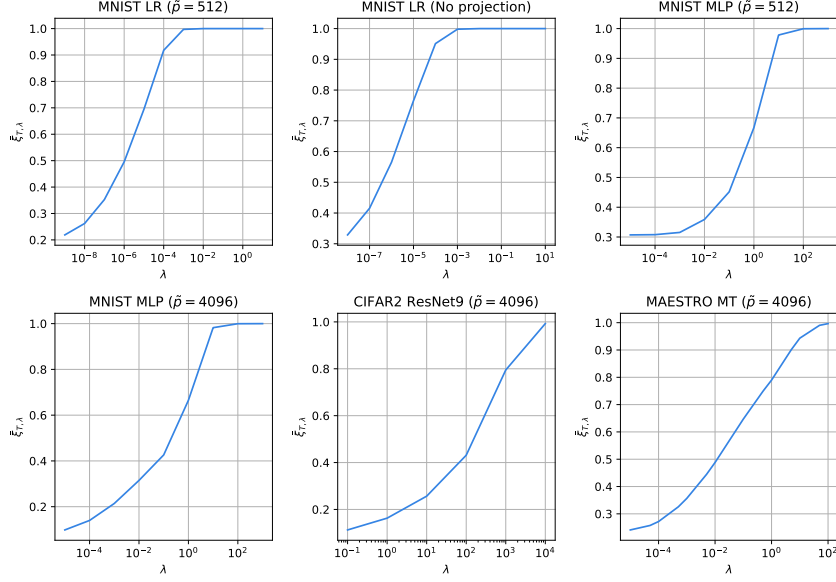 MNIST LR (p̃ = 512)
1.0
0.9
0.8
0.7
0.6
0.5
0.4
0.3
0.2
ξ̄_{T,λ}
10⁻⁸ 10⁻⁶ 10⁻⁴ 10⁻² 10⁰
λ
MNIST LR (No projection)
1.0
0.9
0.8
0.7
0.6
0.5
0.4
0.3
ξ̄_{T,λ}
10⁻⁷ 10⁻⁵ 10⁻³ 10⁻¹ 10¹
λ
MNIST MLP (p̃ = 512)
1.0
0.9
0.8
0.7
0.6
0.5
0.4
0.3
ξ̄_{T,λ}
10⁻⁴ 10⁻² 10⁰ 10²
λ
MNIST MLP (p̃ = 4096)
1.0
0.8
0.6
0.4
0.2
ξ̄_{T,λ}
10⁻⁴ 10⁻² 10⁰ 10²
λ
CIFAR2 ResNet9 (p̃ = 4096)
1.0
0.8
0.6
0.4
0.2
ξ̄_{T,λ}
10⁻¹ 10⁰ 10¹ 10² 10³ 10⁴
λ
MAESTRO MT (p̃ = 4096)
1.0
0.9
0.8
0.7
0.6
0.5
0.4
0.3
ξ̄_{T,λ}
10⁻⁴ 10⁻² 10⁰ 10²
λ